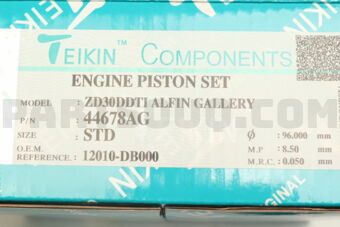 TEIKIN™ COMPONENTS
ENGINE PISTON SET
MODEL : ZD30DDTI ALFIN GALLERY
P/N : 44678AG
SIZE : STD Ø : 96.000 mm
O.E.M. M.P : 8.50 mm
REFERENCE. : 12010-DB000 M.R.C : 0.050 mm